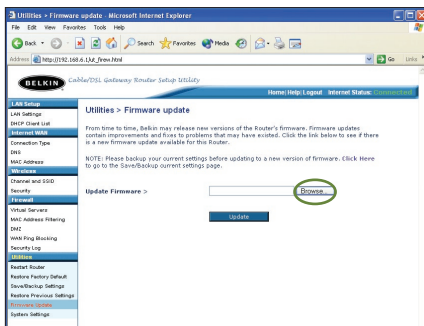 Utilities > Firmware update - Microsoft Internet Explorer
File Edit View Favorites Tools Help
Back Search Favorites Media
Address http://192.168.6.1/ut_firew.html Go Links
BELKIN Cable/DSL Gateway Router Setup Utility
Home|Help|Logout Internet Status: Connected
LAN Setup
LAN Settings
DHCP Client List
Internet WAN
Connection Type
DNS
MAC Address
Wireless
Channel and SSID
Security
Firewall
Virtual Servers
MAC Address Filtering
DMZ
WAN Ping Blocking
Security Log
Utilities
Restart Router
Restore Factory Default
Save/Backup Settings
Restore Previous Settings
Firmware Update
System Settings
Utilities > Firmware update
From time to time, Belkin may release new versions of the Router's firmware. Firmware updates
contain improvements and fixes to problems that may have existed. Click the link below to see if there
is a new firmware update available for this Router.
NOTE: Please backup your current settings before updating to a new version of firmware. Click Here
to go to the Save/Backup current settings page.
Update Firmware > Browse...
Update